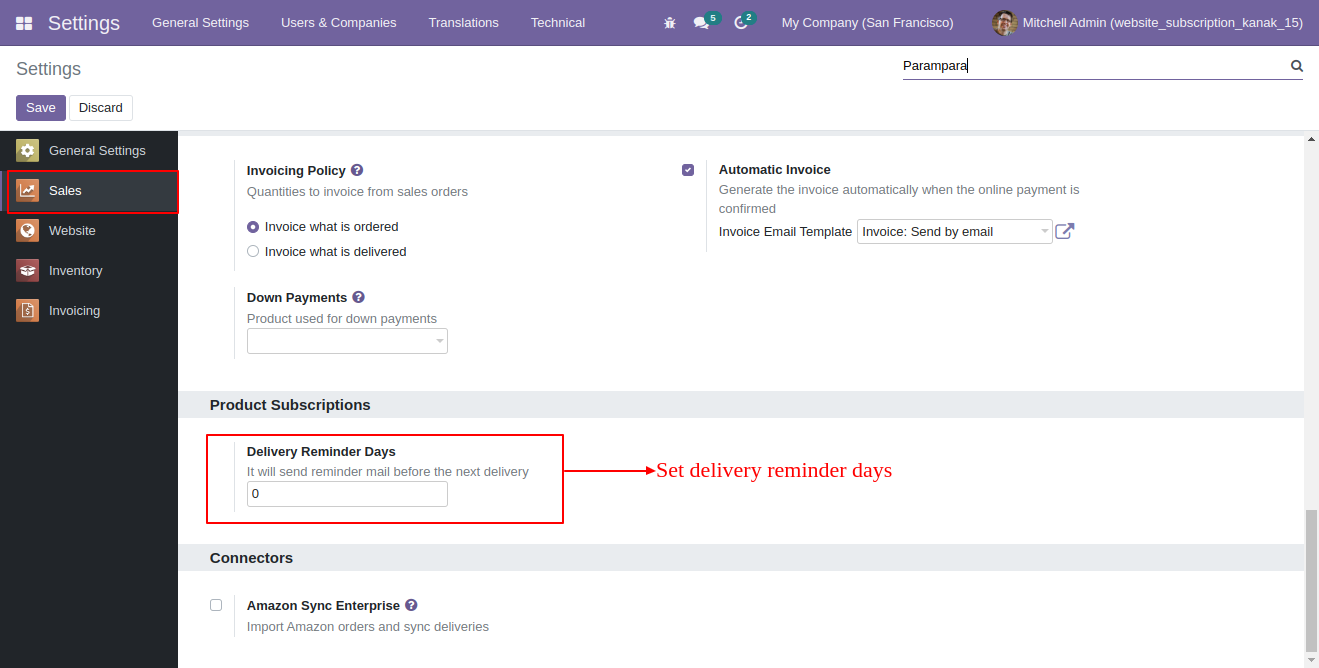 Settings General Settings Users & Companies Translations Technical 5 2 My Company (San Francisco) Mitchell Admin (website_subscription_kanak_15)
Settings Parampara
Save Discard
General Settings
Sales
Website
Inventory
Invoicing
Invoicing Policy ?
Quantities to invoice from sales orders
Invoice what is ordered
Invoice what is delivered
Automatic Invoice
Generate the invoice automatically when the online payment is
confirmed
Invoice Email Template Invoice: Send by email
Down Payments ?
Product used for down payments
Product Subscriptions
Delivery Reminder Days
It will send reminder mail before the next delivery
0
Set delivery reminder days
Connectors
Amazon Sync Enterprise ?
Import Amazon orders and sync deliveries